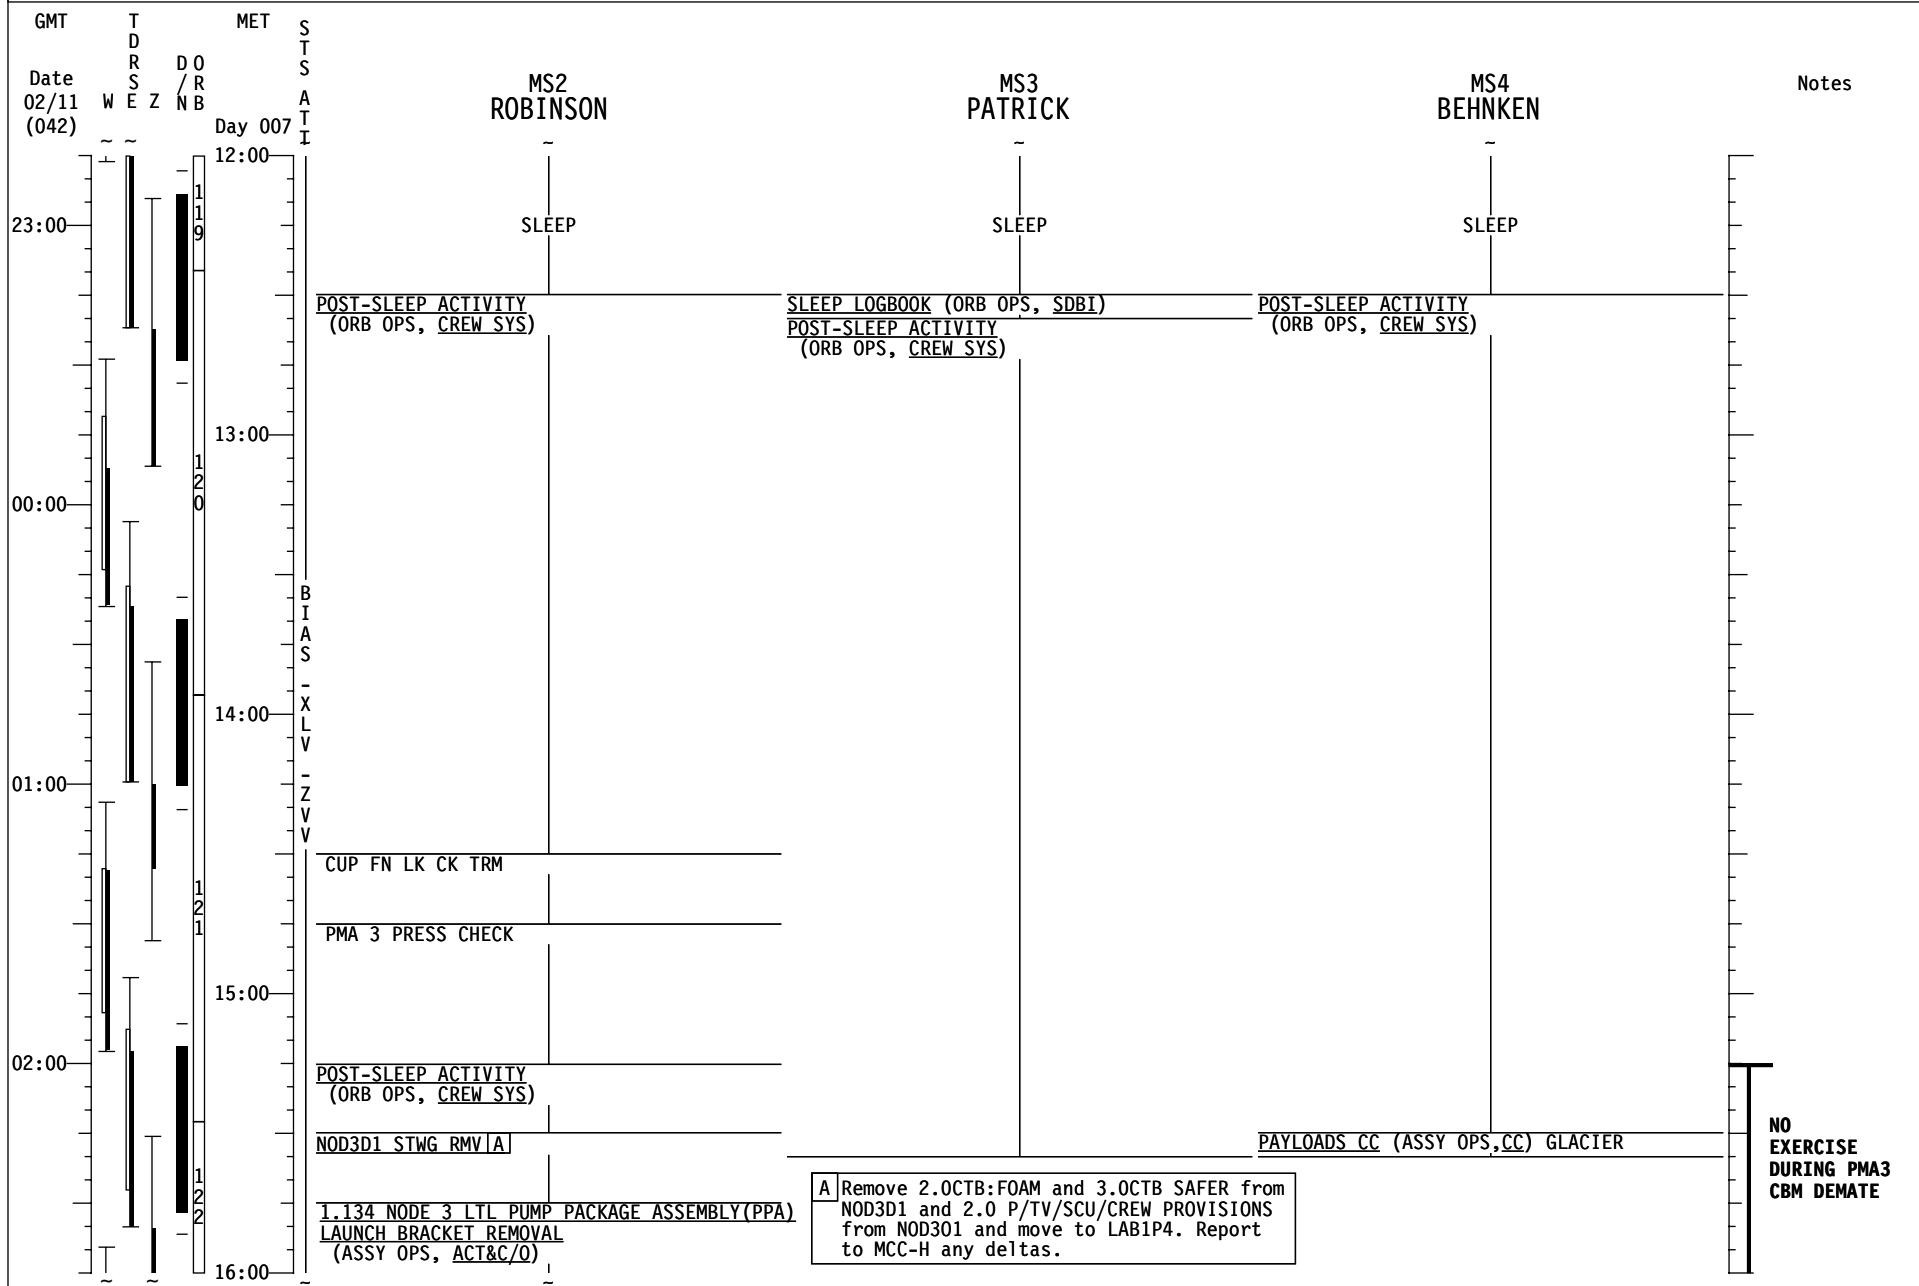 GMT
TDRS
MET
STS ATT
Date
02/11
(042)
W E Z
D/N
ORB
Day 007
MS2
ROBINSON
MS3
PATRICK
MS4
BEHNKEN
Notes
~ ~ ~ ~ ~
12:00
119
23:00
SLEEP
SLEEP
SLEEP
POST-SLEEP ACTIVITY
(ORB OPS, CREW SYS)
SLEEP LOGBOOK (ORB OPS, SDBI)
POST-SLEEP ACTIVITY
(ORB OPS, CREW SYS)
POST-SLEEP ACTIVITY
(ORB OPS, CREW SYS)
13:00
120
00:00
BIAS -XLV -ZVV
14:00
01:00
CUP FN LK CK TRM
121
PMA 3 PRESS CHECK
15:00
02:00
POST-SLEEP ACTIVITY
(ORB OPS, CREW SYS)
NOD3D1 STWG RMV A
PAYLOADS CC (ASSY OPS,CC) GLACIER
NO
EXERCISE
DURING PMA3
CBM DEMATE
122
1.134 NODE 3 LTL PUMP PACKAGE ASSEMBLY(PPA)
LAUNCH BRACKET REMOVAL
(ASSY OPS, ACT&C/O)
A Remove 2.0CTB:FOAM and 3.0CTB SAFER from
NOD3D1 and 2.0 P/TV/SCU/CREW PROVISIONS
from NOD3O1 and move to LAB1P4. Report
to MCC-H any deltas.
16:00
~ ~ ~ ~ ~